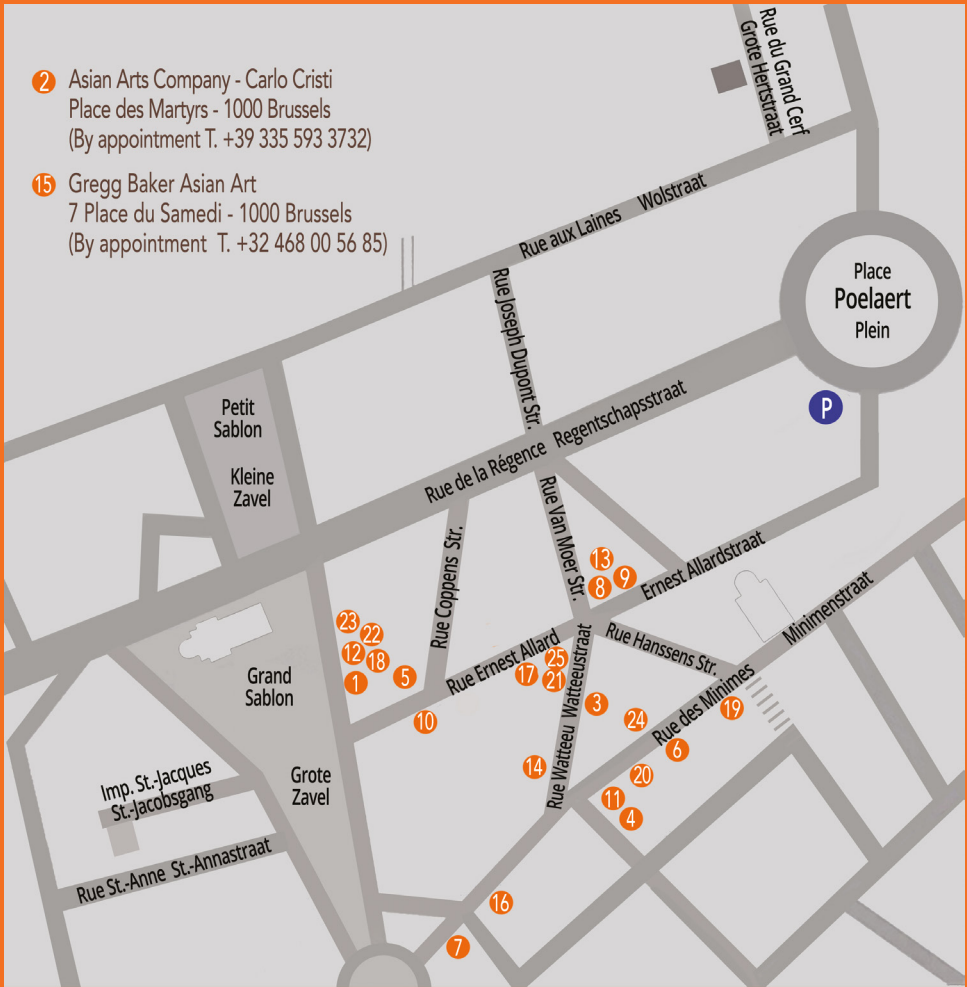 2 Asian Arts Company - Carlo Cristi
Place des Martyrs - 1000 Brussels
(By appointment T. +39 335 593 3732)
15 Gregg Baker Asian Art
7 Place du Samedi - 1000 Brussels
(By appointment T. +32 468 00 56 85)
Rue du Grand Cerf
Grote Hertstraat
Rue aux Laines Wolstraat
Place
Poelaert
Plein
P
Rue Joseph Dupont Str.
Petit
Sablon
Kleine
Zavel
Rue de la Régence Regentschapsstraat
Rue Van Moer Str.
Rue Coppens Str.
13
9
8
Ernest Allardstraat
Minimenstraat
23
22
12
18
1
5
Grand
Sablon
Rue Ernest Allard
Rue Hanssens Str.
25
17
21
10
3
24
19
Rue des Minimes
6
Rue Watteeu Watteeustraat
14
20
11
4
Grote
Zavel
Imp. St.-Jacques
St.-Jacobsgang
Rue St.-Anne St.-Annastraat
16
7